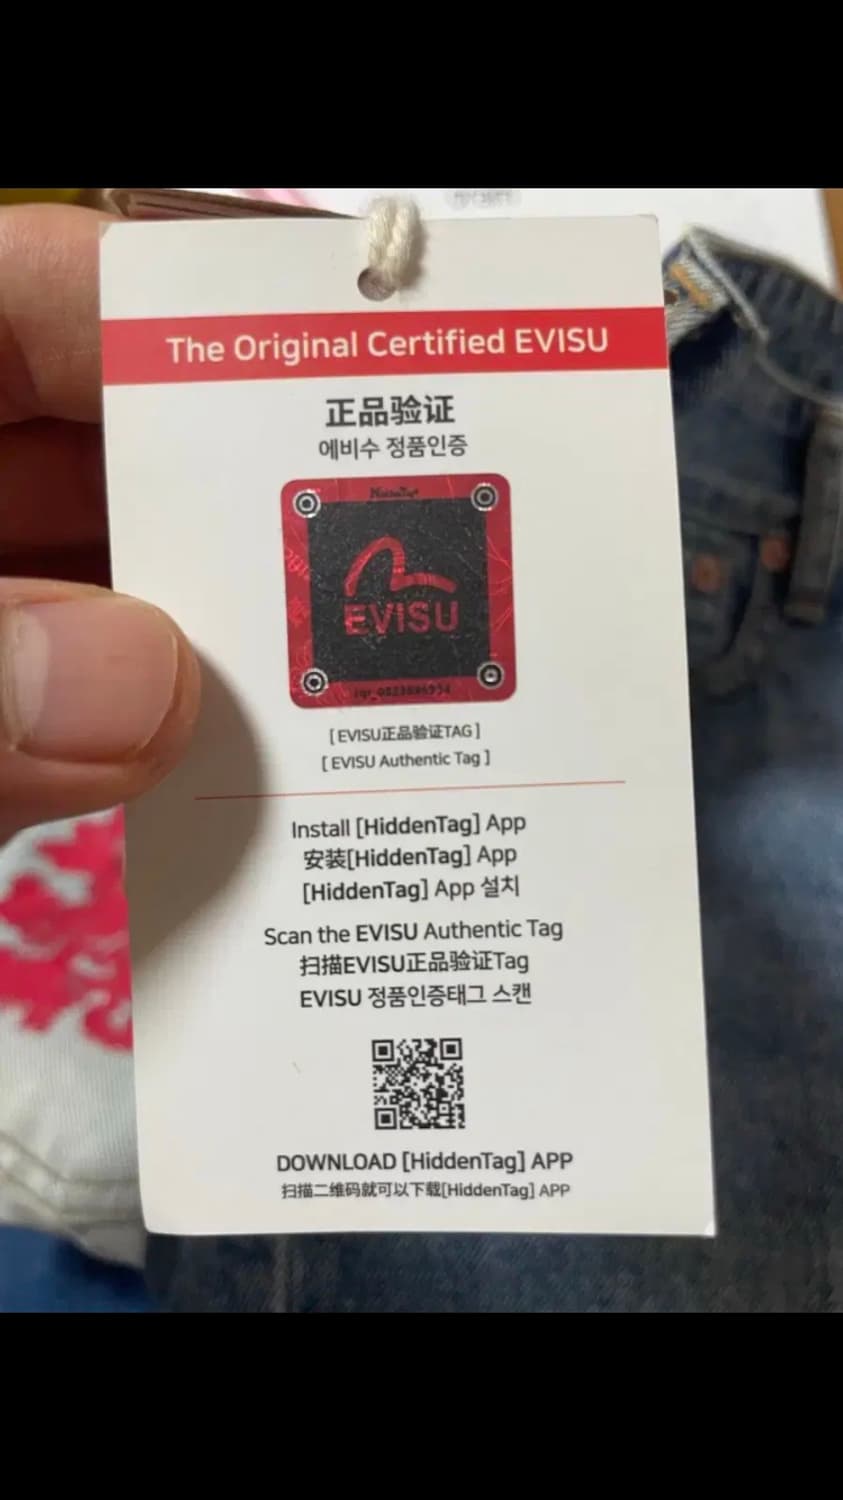 The Original Certified EVISU
正品验证
에비수 정품인증
HiddenTag
EVISU
[ EVISU正品验证TAG ]
[ EVISU Authentic Tag ]
Install [HiddenTag] App
安装[HiddenTag] App
[HiddenTag] App 설치
Scan the EVISU Authentic Tag
扫描EVISU正品验证Tag
EVISU 정품인증태그 스캔
DOWNLOAD [HiddenTag] APP
扫描二维码就可以下载[HiddenTag] APP